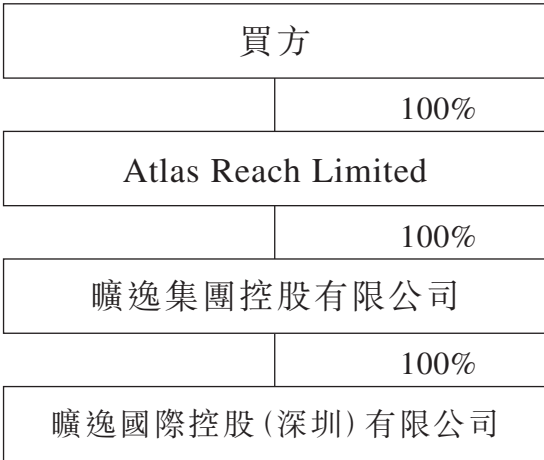 買方
100%
Atlas Reach Limited
100%
曠逸集團控股有限公司
100%
曠逸國際控股(深圳)有限公司